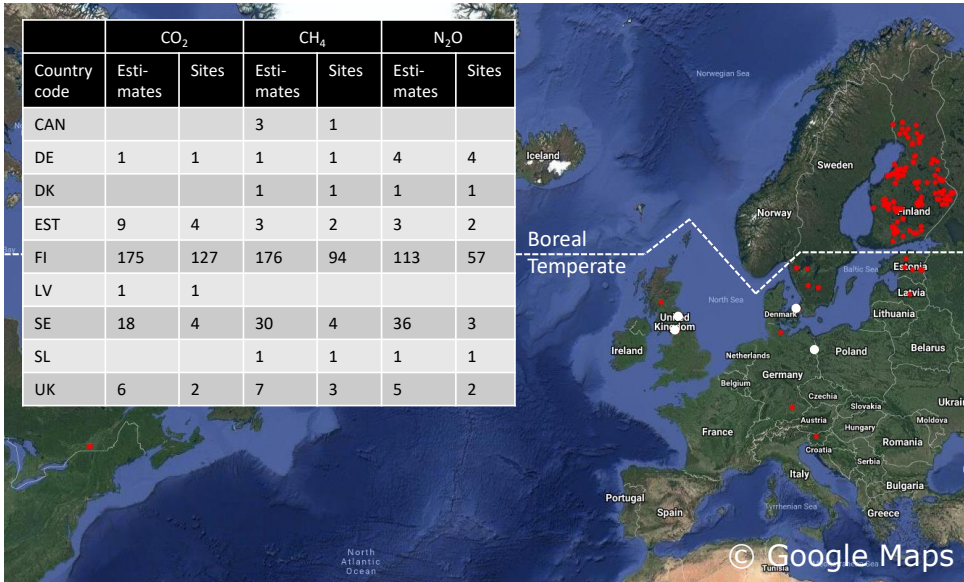 CO2 CH4 N2O
Country code Esti-mates Sites Esti-mates Sites Esti-mates Sites
CAN 3 1
DE 1 1 1 1 4 4
DK 1 1 1 1
EST 9 4 3 2 3 2
FI 175 127 176 94 113 57
LV 1 1
SE 18 4 30 4 36 3
SL 1 1 1 1
UK 6 2 7 3 5 2
Norwegian Sea
Iceland
Sweden
Norway
Finland
Boreal
Temperate
Baltic Sea
Estonia
North Sea
Latvia
Denmark
Lithuania
United Kingdom
Ireland
Poland
Belarus
Netherlands
Germany
Belgium
Czechia
Slovakia
Ukrain
Austria
Hungary
Moldova
France
Croatia
Romania
Serbia
Italy
Bulgaria
Portugal
Spain
Tyrrhenian Sea
Greece
North Atlantic Ocean
Tunisia
© Google Maps